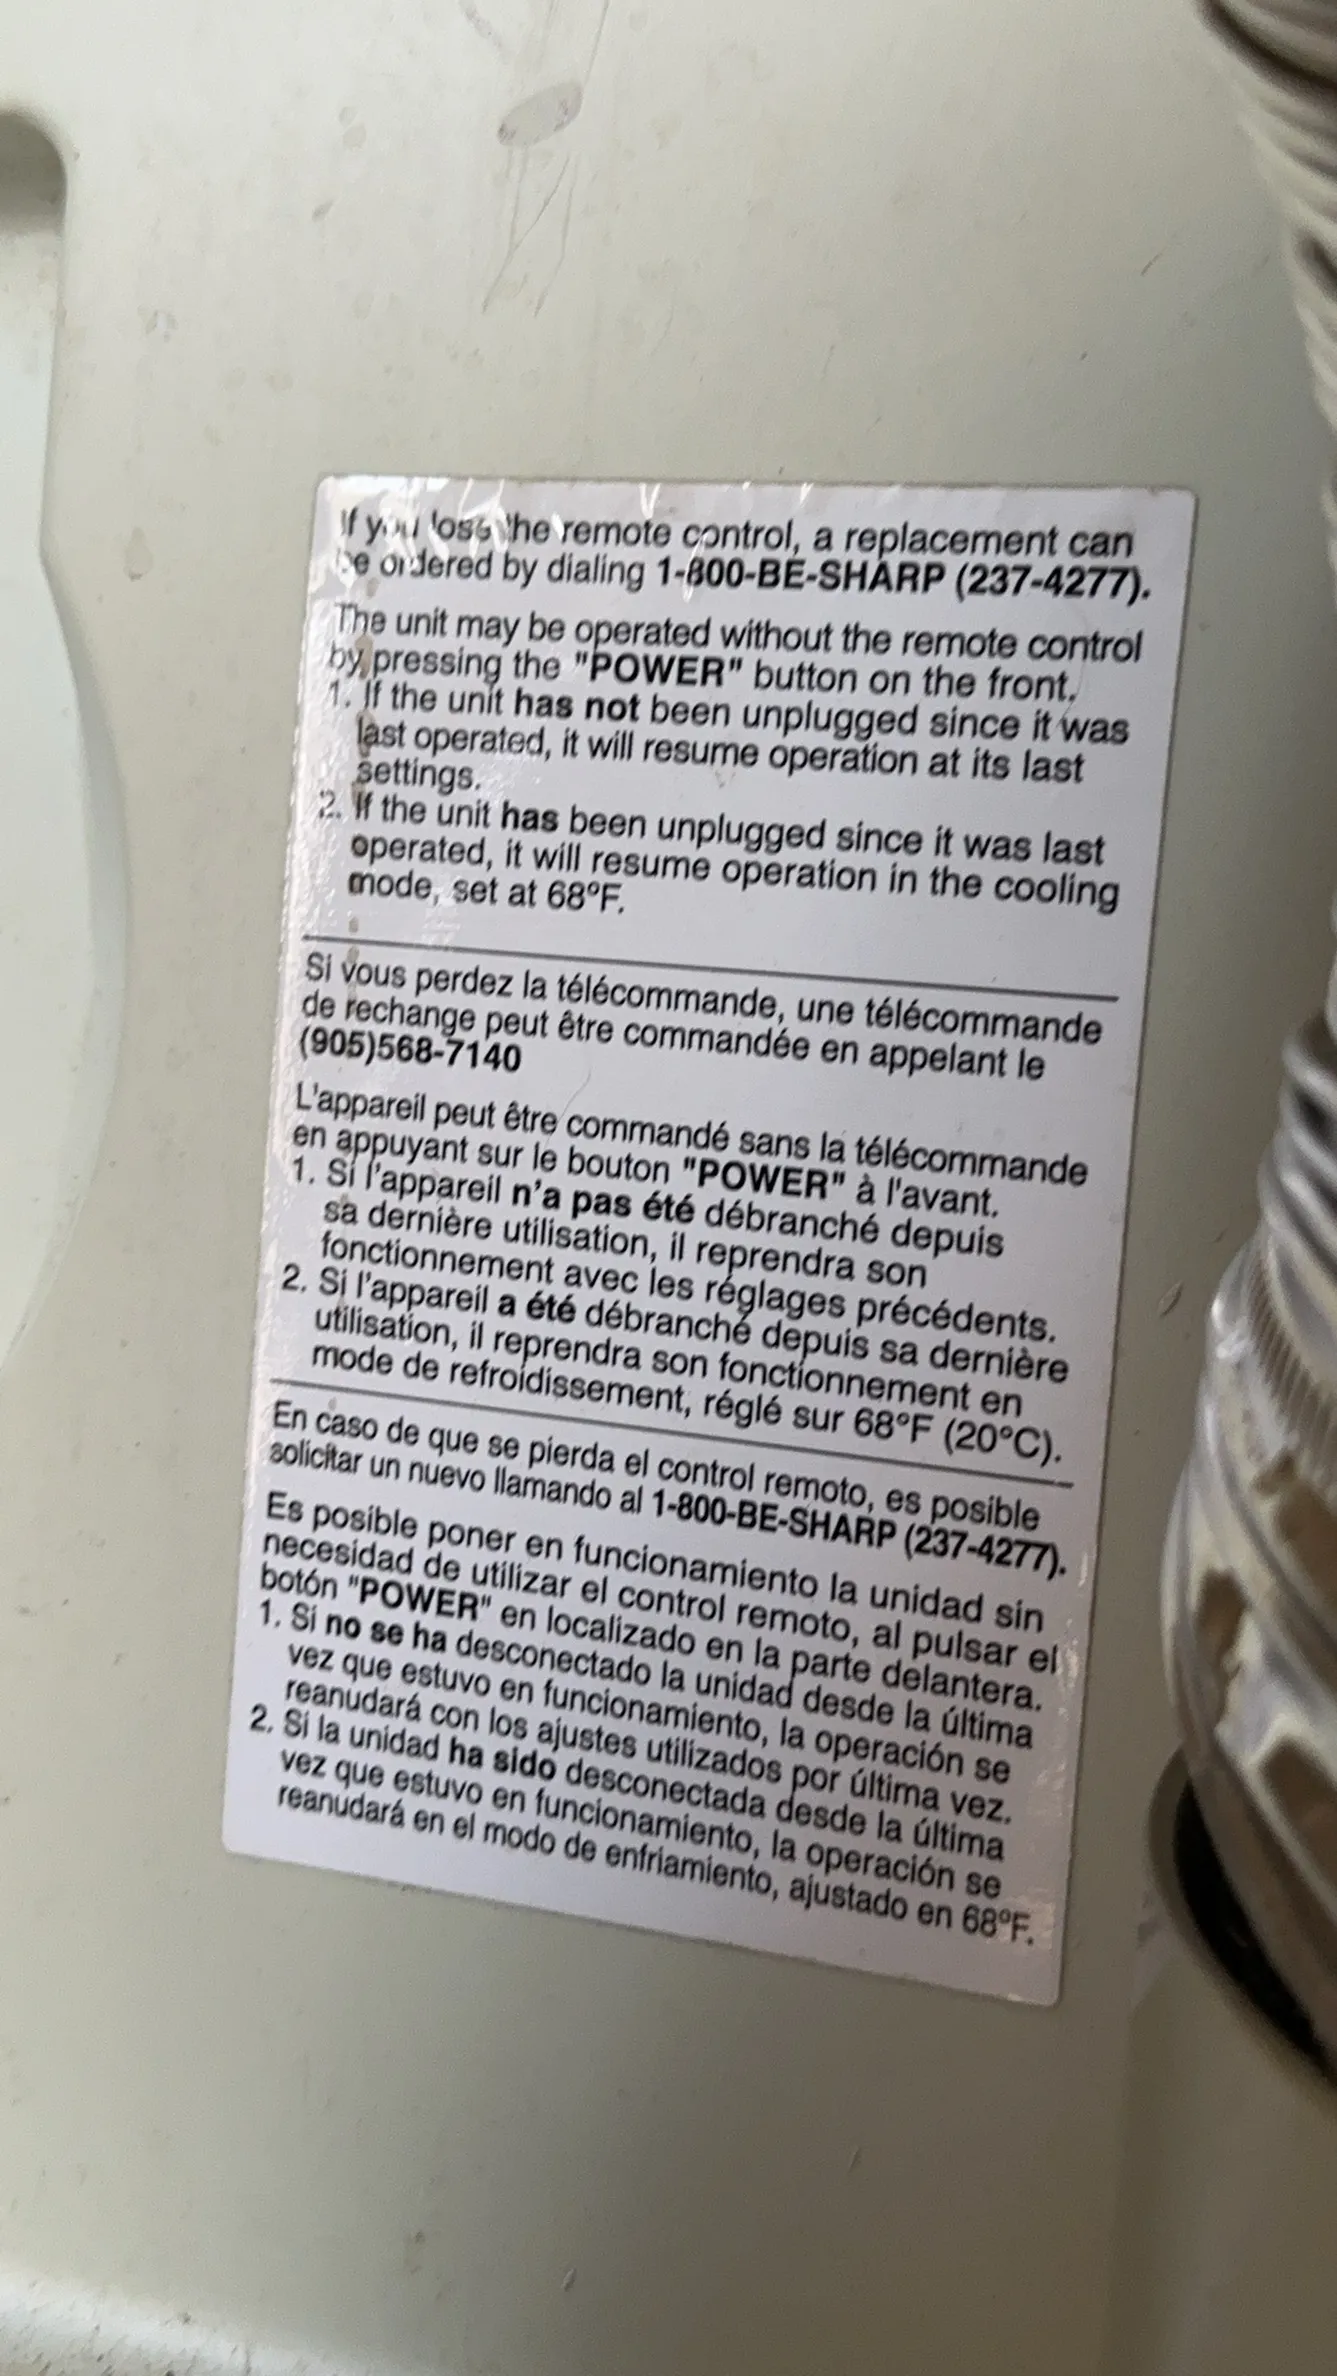 If you lose the remote control, a replacement can
be ordered by dialing 1-800-BE-SHARP (237-4277).
The unit may be operated without the remote control
by pressing the "POWER" button on the front.
1. If the unit has not been unplugged since it was
last operated, it will resume operation at its last
settings.
2. If the unit has been unplugged since it was last
operated, it will resume operation in the cooling
mode, set at 68°F.
Si vous perdez la télécommande, une télécommande
de rechange peut être commandée en appelant le
(905)568-7140
L'appareil peut être commandé sans la télécommande
en appuyant sur le bouton "POWER" à l'avant.
1. Si l'appareil n'a pas été débranché depuis
sa dernière utilisation, il reprendra son
fonctionnement avec les réglages précédents.
2. Si l'appareil a été débranché depuis sa dernière
utilisation, il reprendra son fonctionnement en
mode de refroidissement, réglé sur 68°F (20°C).
En caso de que se pierda el control remoto, es posible
solicitar un nuevo llamando al 1-800-BE-SHARP (237-4277).
Es posible poner en funcionamiento la unidad sin
necesidad de utilizar el control remoto, al pulsar el
botón "POWER" en localizado en la parte delantera.
1. Si no se ha desconectado la unidad desde la última
vez que estuvo en funcionamiento, la operación se
reanudará con los ajustes utilizados por última vez.
2. Si la unidad ha sido desconectada desde la última
vez que estuvo en funcionamiento, la operación se
reanudará en el modo de enfriamiento, ajustado en 68°F.